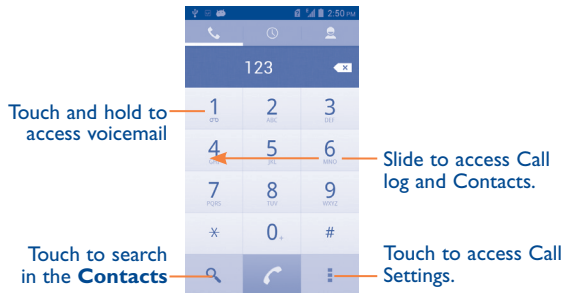 2:50 PM
123
1 2 3
ABC DEF
4 5 6
JKL MNO
7 8 9
PQRS TUV WXYZ
* 0 #
+
Touch and hold to
access voicemail
Slide to access Call
log and Contacts.
Touch to search
in the Contacts
Touch to access Call
Settings.